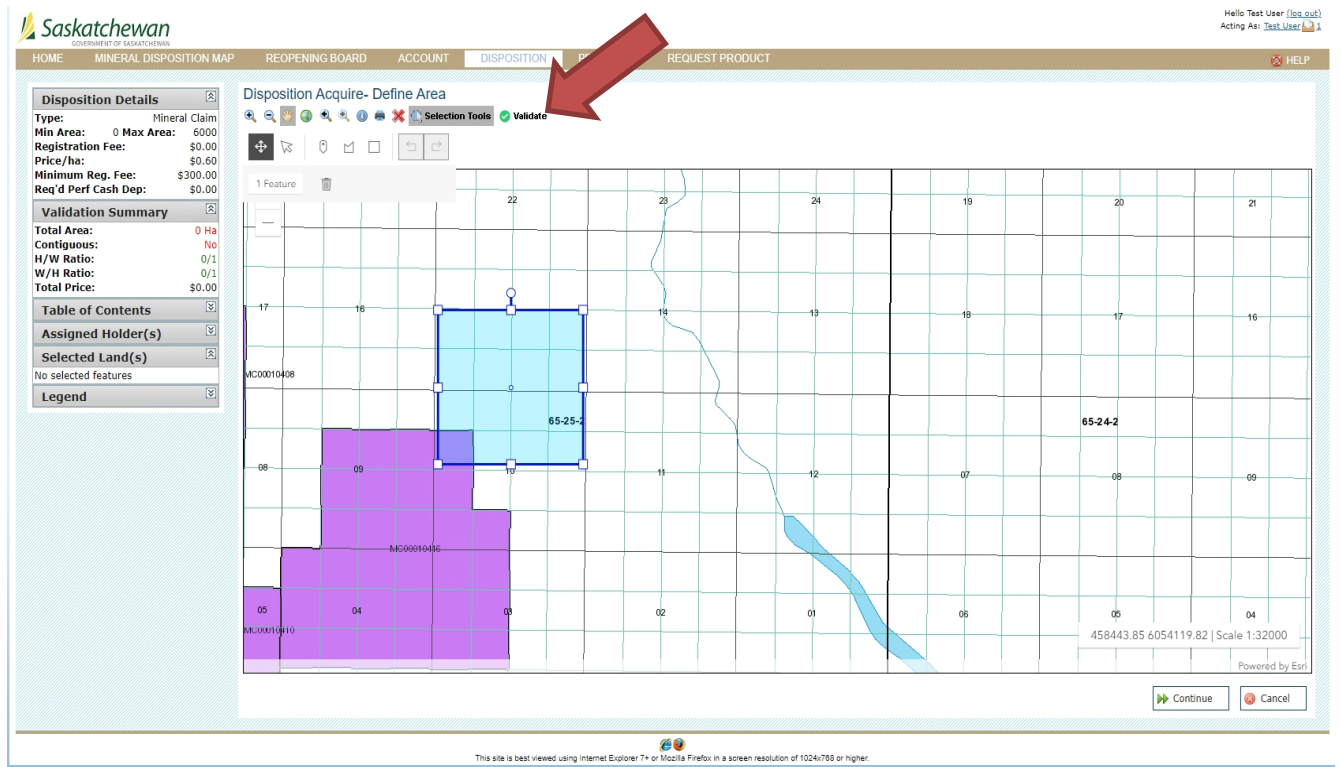 Saskatchewan
GOVERNMENT OF SASKATCHEWAN
Hello Test User (log out)
Acting As: Test User 1
HOME MINERAL DISPOSITION MAP REOPENING BOARD ACCOUNT DISPOSITION REQUEST PRODUCT HELP
Disposition Details
Type: Mineral Claim
Min Area: 0 Max Area: 6000
Registration Fee: $0.00
Price/ha: $0.60
Minimum Reg. Fee: $300.00
Req'd Perf Cash Dep: $0.00
Validation Summary
Total Area: 0 Ha
Contiguous: No
H/W Ratio: 0/1
W/H Ratio: 0/1
Total Price: $0.00
Table of Contents
Assigned Holder(s)
Selected Land(s)
No selected features
Legend
Disposition Acquire- Define Area
Selection Tools Validate
1 Feature
22 23 24 19 20 21
17 16 14 13 18 17 16
MC00010408
65-25-2 65-24-2
08 09 10 11 12 07 08 09
MC00010416
05 04 03 02 01 06 05 04
MC00010410
458443.85 6054119.82 | Scale 1:32000
Powered by Esri
Continue Cancel
This site is best viewed using Internet Explorer 7+ or Mozilla Firefox in a screen resolution of 1024x768 or higher.